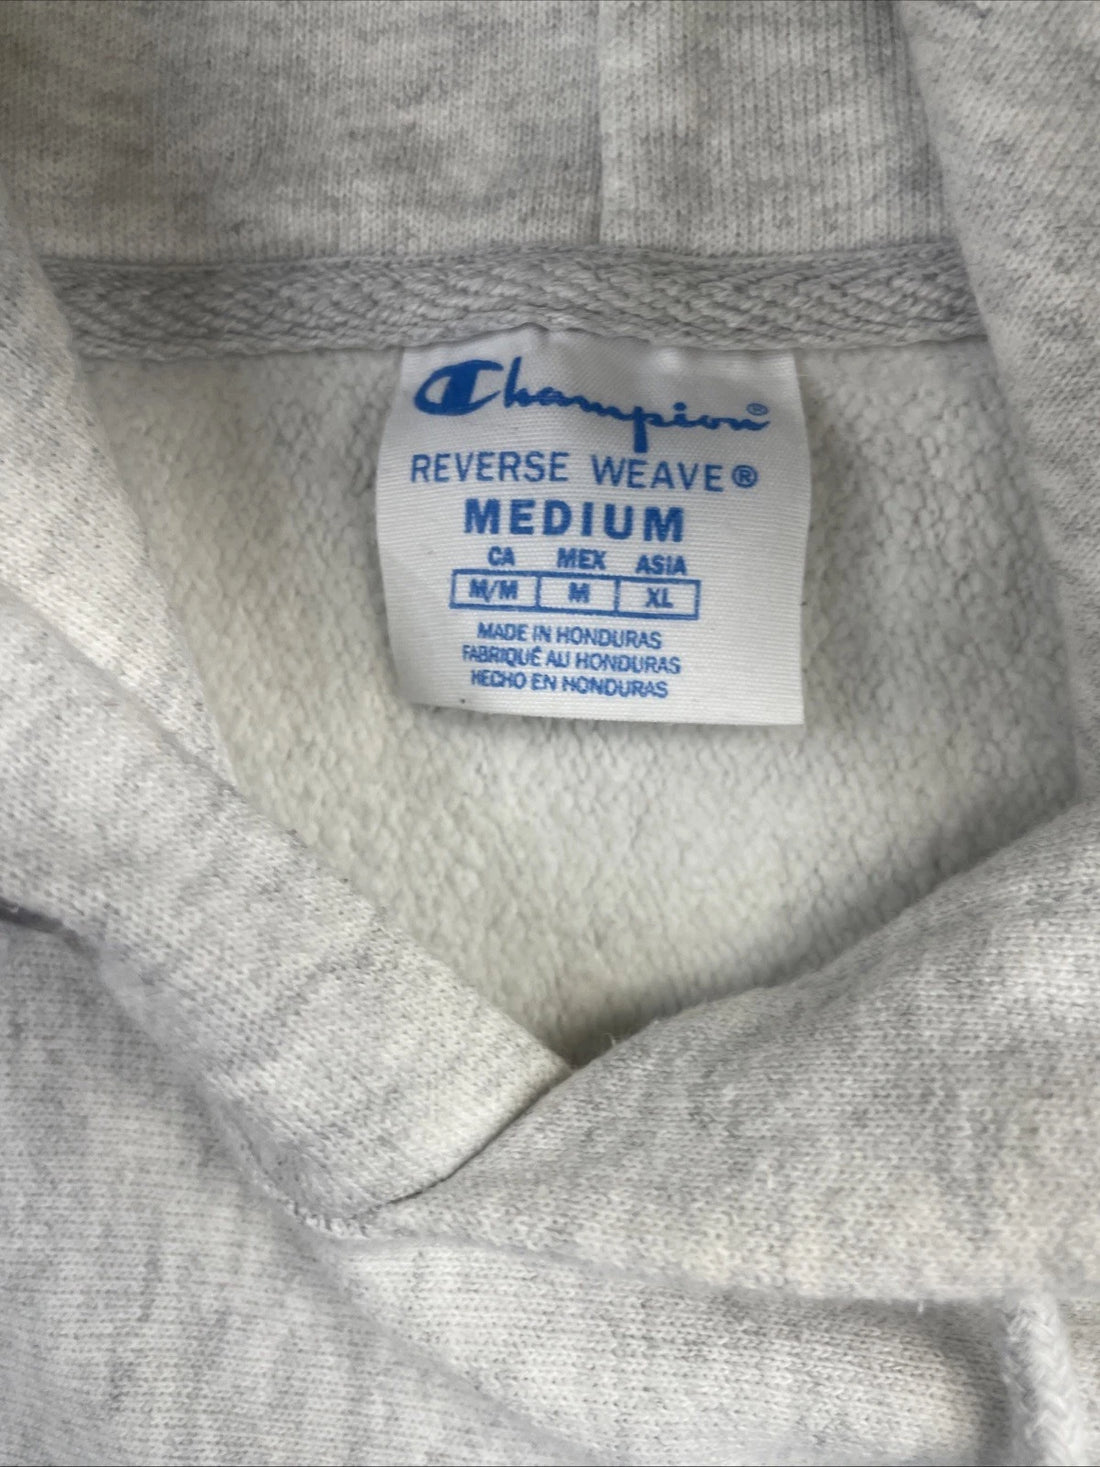 Champion®
REVERSE WEAVE®
MEDIUM
CA MEX ASIA
M/M M XL
MADE IN HONDURAS
FABRIQUÉ AU HONDURAS
HECHO EN HONDURAS